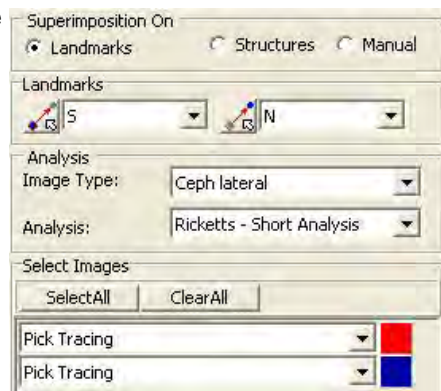 Superimposition On
Landmarks Structures Manual
Landmarks
S N
Analysis
Image Type: Ceph lateral
Analysis: Ricketts - Short Analysis
Select Images
SelectAll ClearAll
Pick Tracing
Pick Tracing